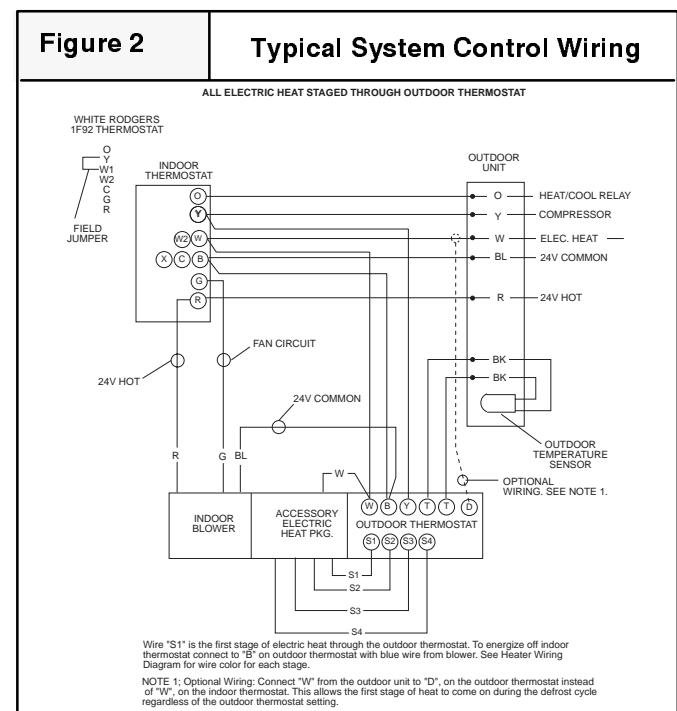 Figure 2
Typical System Control Wiring
ALL ELECTRIC HEAT STAGED THROUGH OUTDOOR THERMOSTAT
WHITE RODGERS
1F92 THERMOSTAT
O
Y
W1
W2
C
G
R
FIELD
JUMPER
INDOOR
THERMOSTAT
O
Y
W2 W
X C B
G
R
OUTDOOR
UNIT
O HEAT/COOL RELAY
Y COMPRESSOR
W ELEC. HEAT
BL 24V COMMON
R 24V HOT
BK
BK
OUTDOOR
TEMPERATURE
SENSOR
FAN CIRCUIT
24V HOT
24V COMMON
R G BL
W
OPTIONAL
WIRING. SEE NOTE 1.
INDOOR
BLOWER
ACCESSORY
ELECTRIC
HEAT PKG.
W B Y T T D
OUTDOOR THERMOSTAT
S1 S2 S3 S4
S1
S2
S3
S4
Wire "S1" is the first stage of electric heat through the outdoor thermostat. To energize off indoor
thermostat connect to "B" on outdoor thermostat with blue wire from blower. See Heater Wiring
Diagram for wire color for each stage.
NOTE 1; Optional Wiring: Connect "W" from the outdoor unit to "D", on the outdoor thermostat instead
of "W", on the indoor thermostat. This allows the first stage of heat to come on during the defrost cycle
regardless of the outdoor thermostat setting.